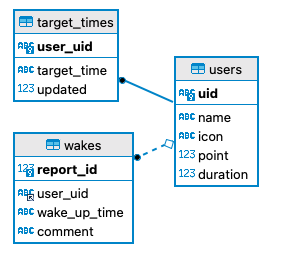 target_times
ABC user_uid
ABC target_time
123 updated
users
ABC uid
ABC name
ABC icon
123 point
123 duration
wakes
123 report_id
ABC user_uid
ABC wake_up_time
ABC comment